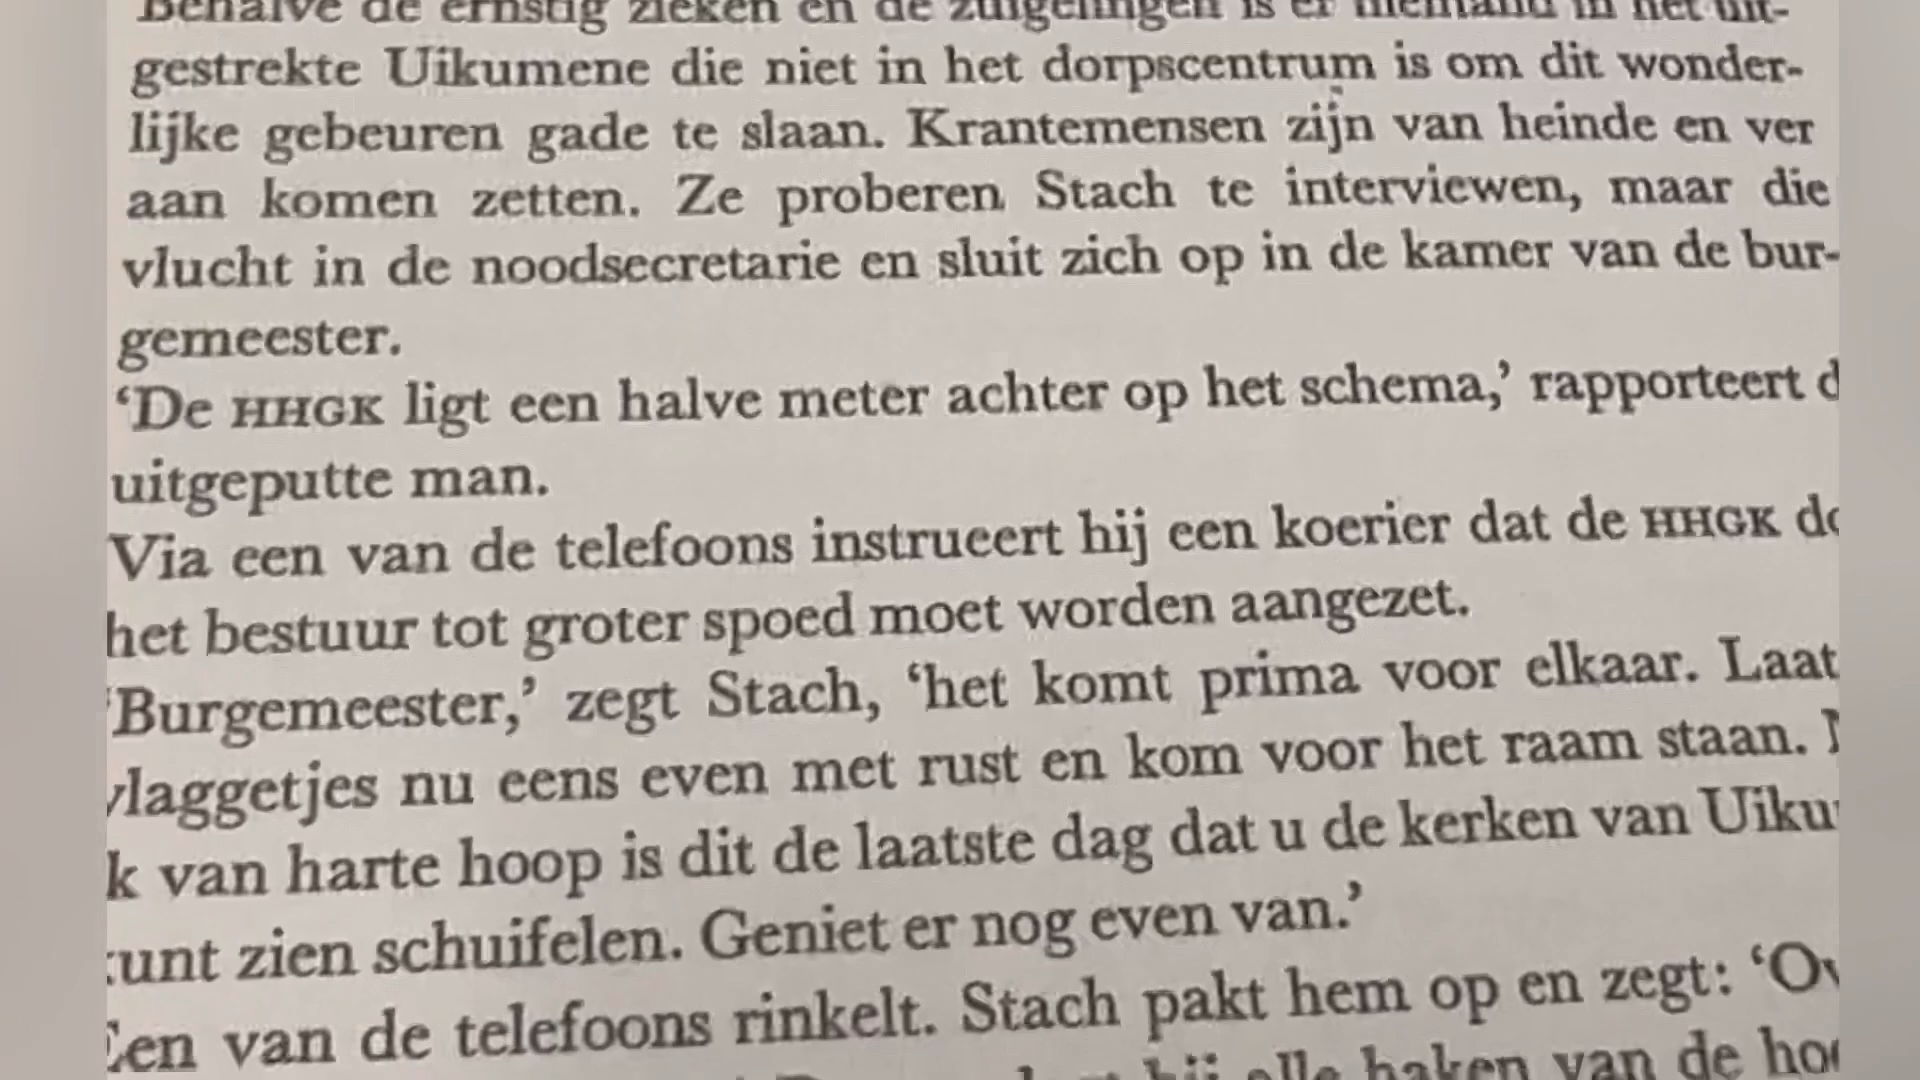 Behalve de ernstig zieken en de zuigelingen is er niemand in het uit-
gestrekte Uikumene die niet in het dorpscentrum is om dit wonder-
lijke gebeuren gade te slaan. Krantemensen zijn van heinde en ver
aan komen zetten. Ze proberen Stach te interviewen, maar die
vlucht in de noodsecretarie en sluit zich op in de kamer van de bur-
gemeester.
‘De HHGK ligt een halve meter achter op het schema,’ rapporteert
uitgeputte man.
Via een van de telefoons instrueert hij een koerier dat de HHGK
het bestuur tot groter spoed moet worden aangezet.
‘Burgemeester,’ zegt Stach, ‘het komt prima voor elkaar. Laat
vlaggetjes nu eens even met rust en kom voor het raam staan.
k van harte hoop is dit de laatste dag dat u de kerken van Uiku
unt zien schuifelen. Geniet er nog even van.’
Een van de telefoons rinkelt. Stach pakt hem op en zegt:
hij alle haken van de